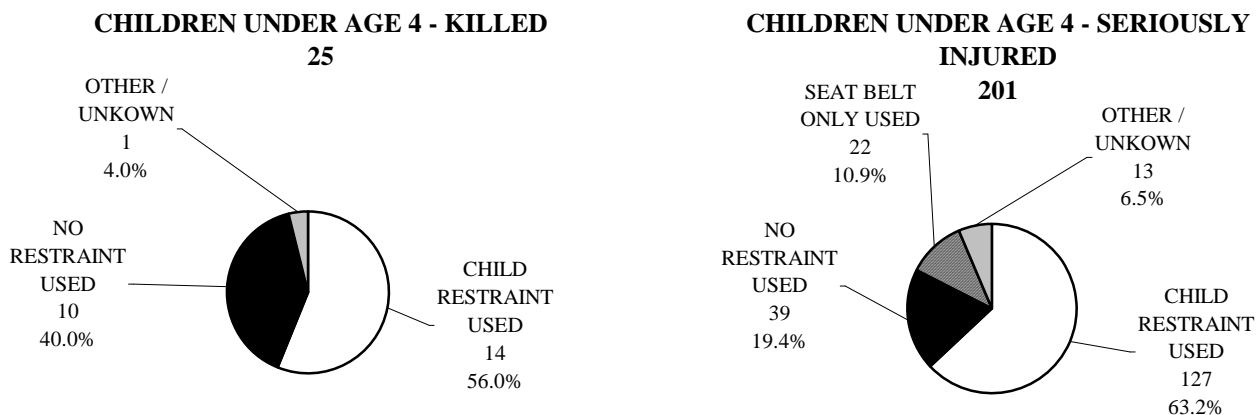 CHILDREN UNDER AGE 4 - KILLED
25
OTHER /
UNKOWN
1
4.0%
NO
RESTRAINT
USED
10
40.0%
CHILD
RESTRAINT
USED
14
56.0%
CHILDREN UNDER AGE 4 - SERIOUSLY
INJURED
201
SEAT BELT
ONLY USED
22
10.9%
OTHER /
UNKOWN
13
6.5%
NO
RESTRAINT
USED
39
19.4%
CHILD
RESTRAINT
USED
127
63.2%